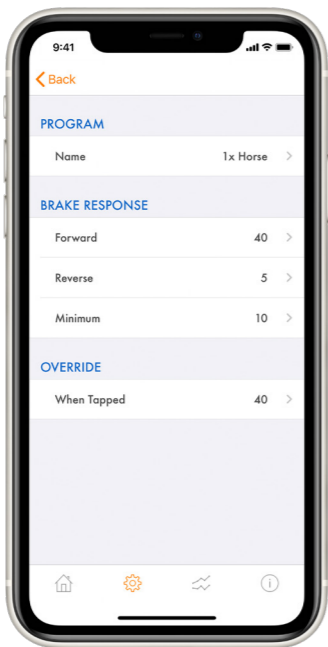 9:41
Back
PROGRAM
Name 1x Horse
BRAKE RESPONSE
Forward 40
Reverse 5
Minimum 10
OVERRIDE
When Tapped 40